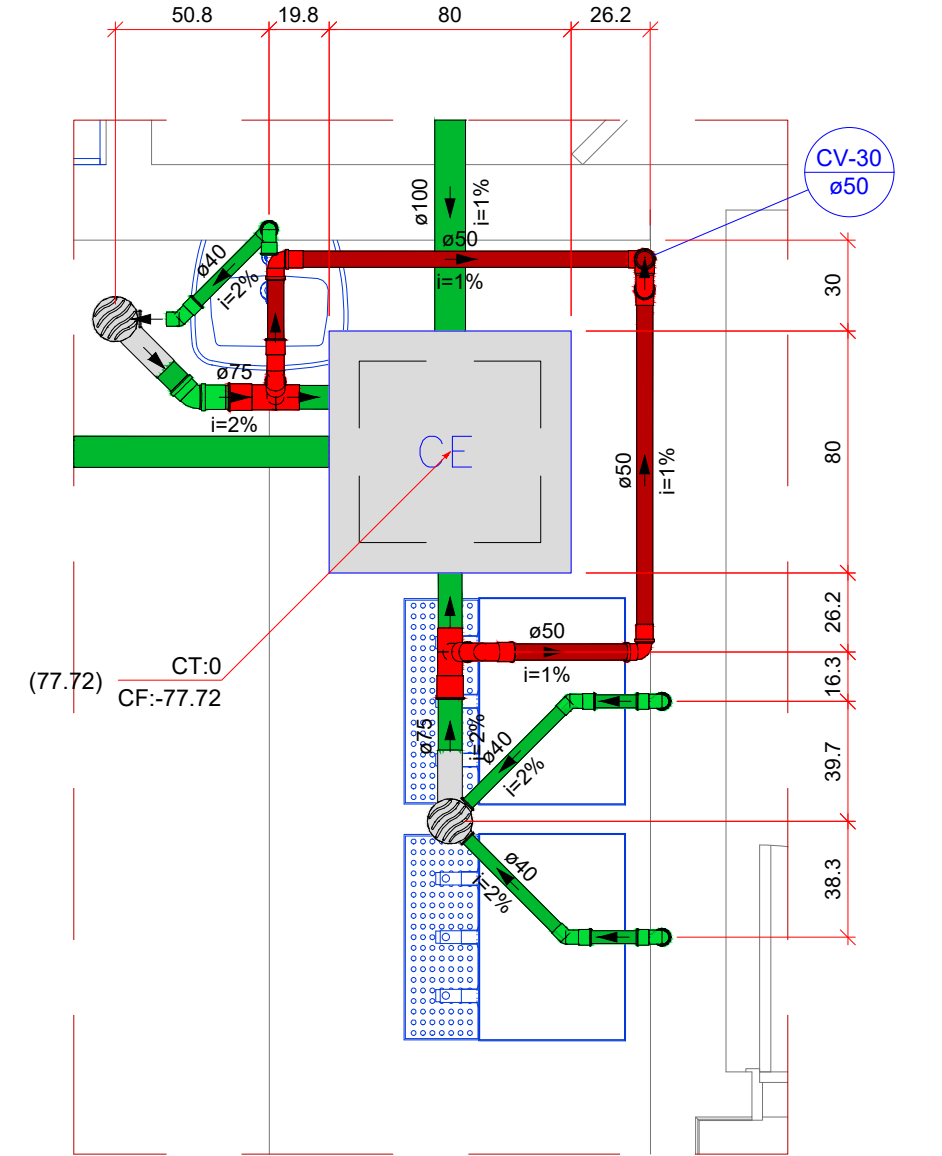 50.8
19.8
80
26.2
CV-30
ø50
ø100
i=1%
ø50
i=1%
ø40
i=2%
30
ø75
i=2%
CE
80
ø50
i=1%
26.2
ø50
i=1%
16.3
(77.72)
CT:0
CF:-77.72
ø75
i=2%
ø40
i=2%
39.7
ø40
i=2%
38.3